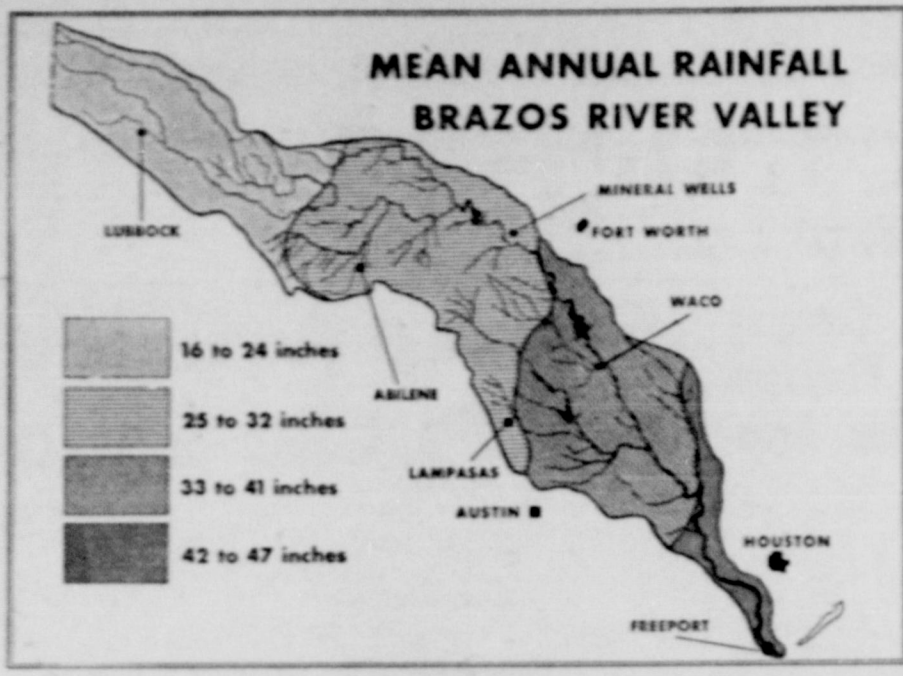 MEAN ANNUAL RAINFALL
BRAZOS RIVER VALLEY
MINERAL WELLS
FORT WORTH
LUBBOCK
WACO
16 to 24 inches
ABILENE
25 to 32 inches
LAMPASAS
33 to 41 inches
AUSTIN
HOUSTON
42 to 47 inches
FREEPORT